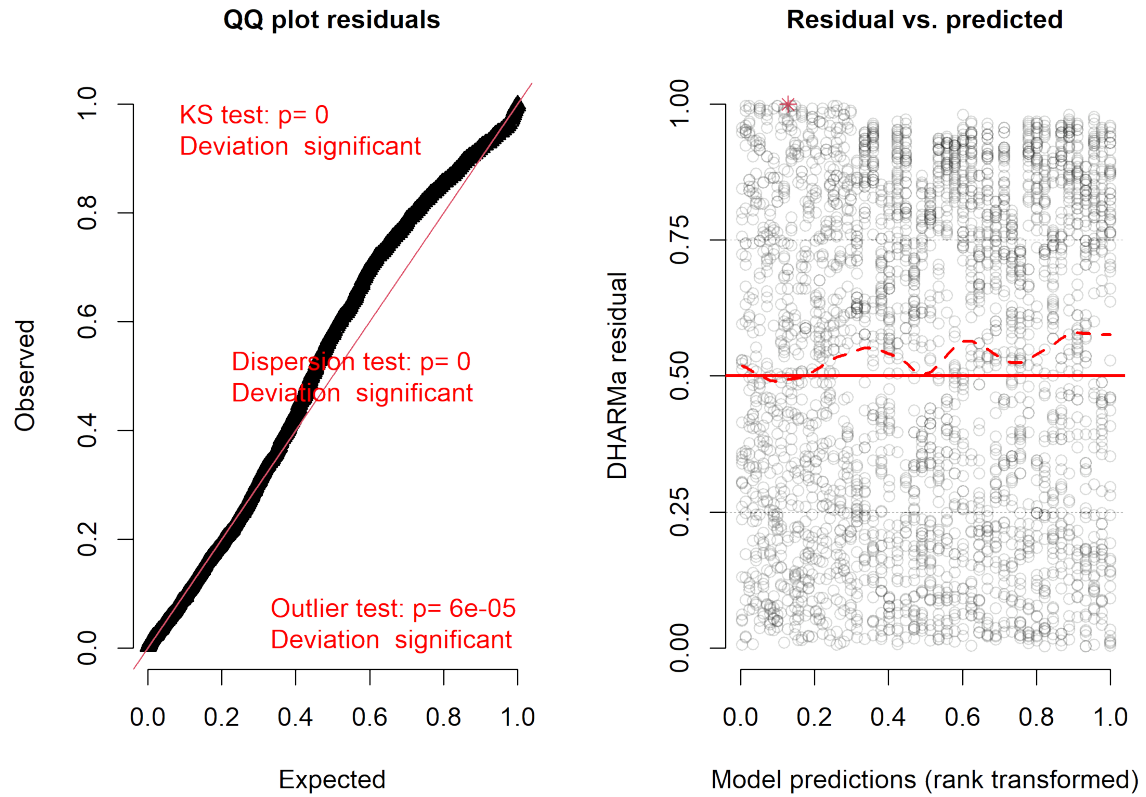 QQ plot residuals
KS test: p= 0
Deviation  significant
Dispersion test: p= 0
Deviation  significant
Outlier test: p= 6e-05
Deviation  significant
Observed
1.0
0.8
0.6
0.4
0.2
0.0
0.0 0.2 0.4 0.6 0.8 1.0
Expected
Residual vs. predicted
DHARMa residual
1.00
0.75
0.50
0.25
0.00
0.0 0.2 0.4 0.6 0.8 1.0
Model predictions (rank transformed)